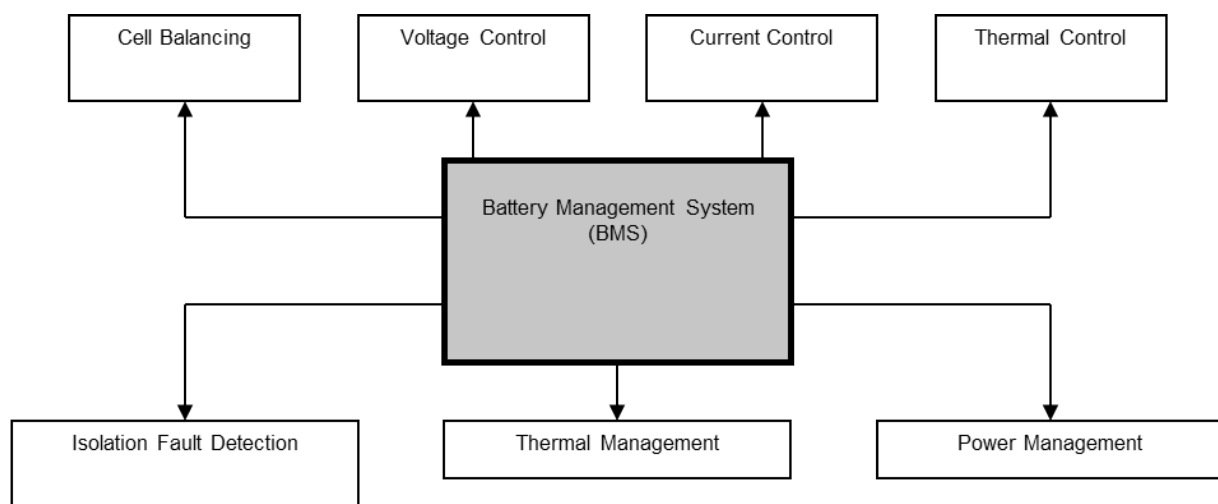 Cell Balancing
Voltage Control
Current Control
Thermal Control
Battery Management System
(BMS)
Isolation Fault Detection
Thermal Management
Power Management